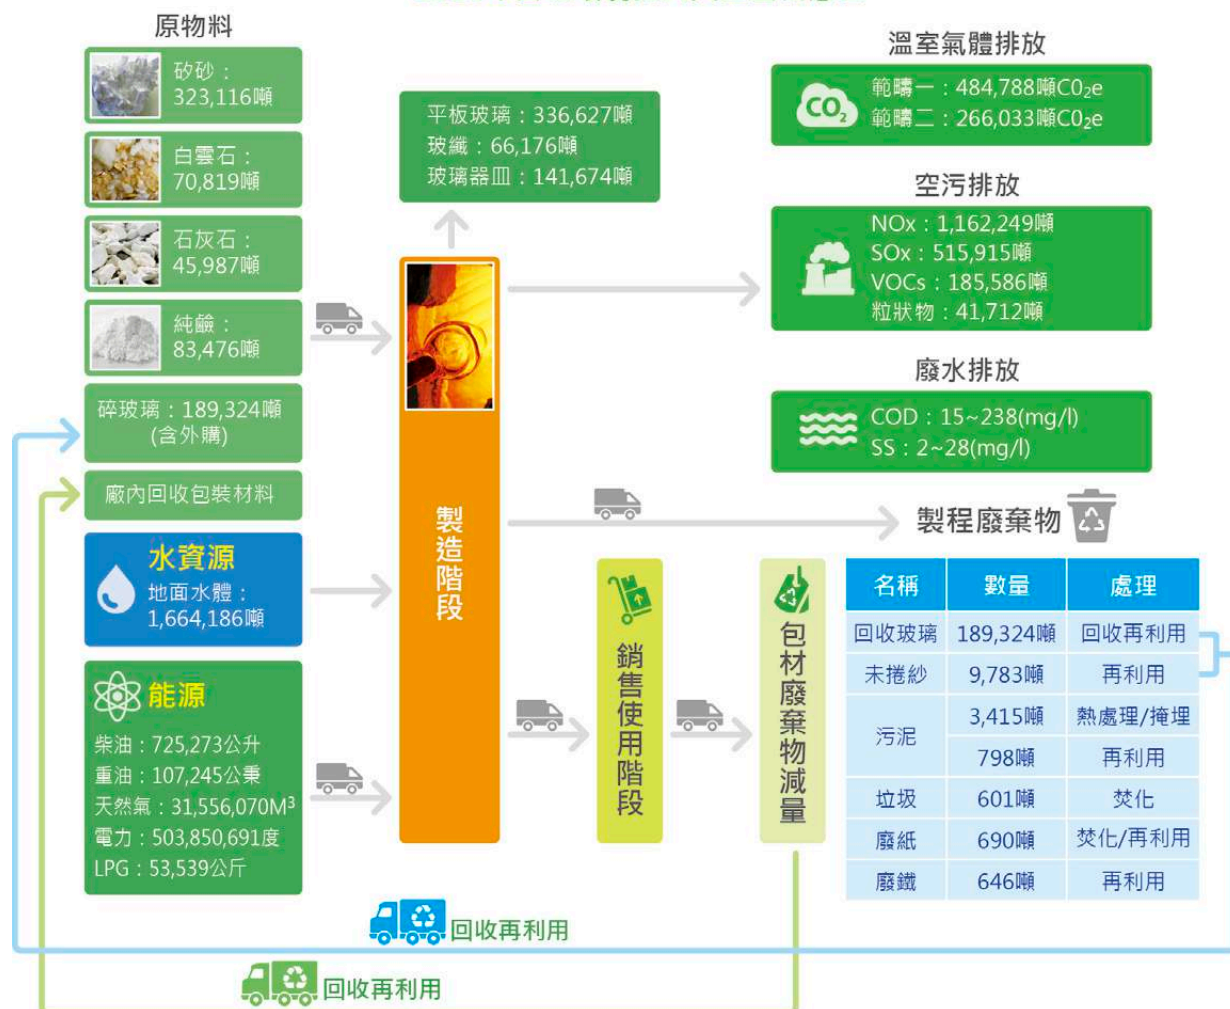 原物料
矽砂：
323,116噸
白雲石：
70,819噸
石灰石：
45,987噸
純鹼：
83,476噸
碎玻璃：189,324噸
(含外購)
廠內回收包裝材料
水資源
地面水體：
1,664,186噸
能源
柴油：725,273公升
重油：107,245公秉
天然氣：31,556,070M³
電力：503,850,691度
LPG：53,539公斤
平板玻璃：336,627噸
玻纖：66,176噸
玻璃器皿：141,674噸
製造階段
銷售使用階段
包材廢棄物減量
溫室氣體排放
CO₂
範疇一：484,788噸C0₂e
範疇二：266,033噸C0₂e
空污排放
NOx：1,162,249噸
SOx：515,915噸
VOCs：185,586噸
粒狀物：41,712噸
廢水排放
COD：15~238(mg/l)
SS：2~28(mg/l)
製程廢棄物
名稱 數量 處理
回收玻璃 189,324噸 回收再利用
未捲紗 9,783噸 再利用
污泥 3,415噸 熱處理/掩埋
798噸 再利用
垃圾 601噸 焚化
廢紙 690噸 焚化/再利用
廢鐵 646噸 再利用
回收再利用
回收再利用